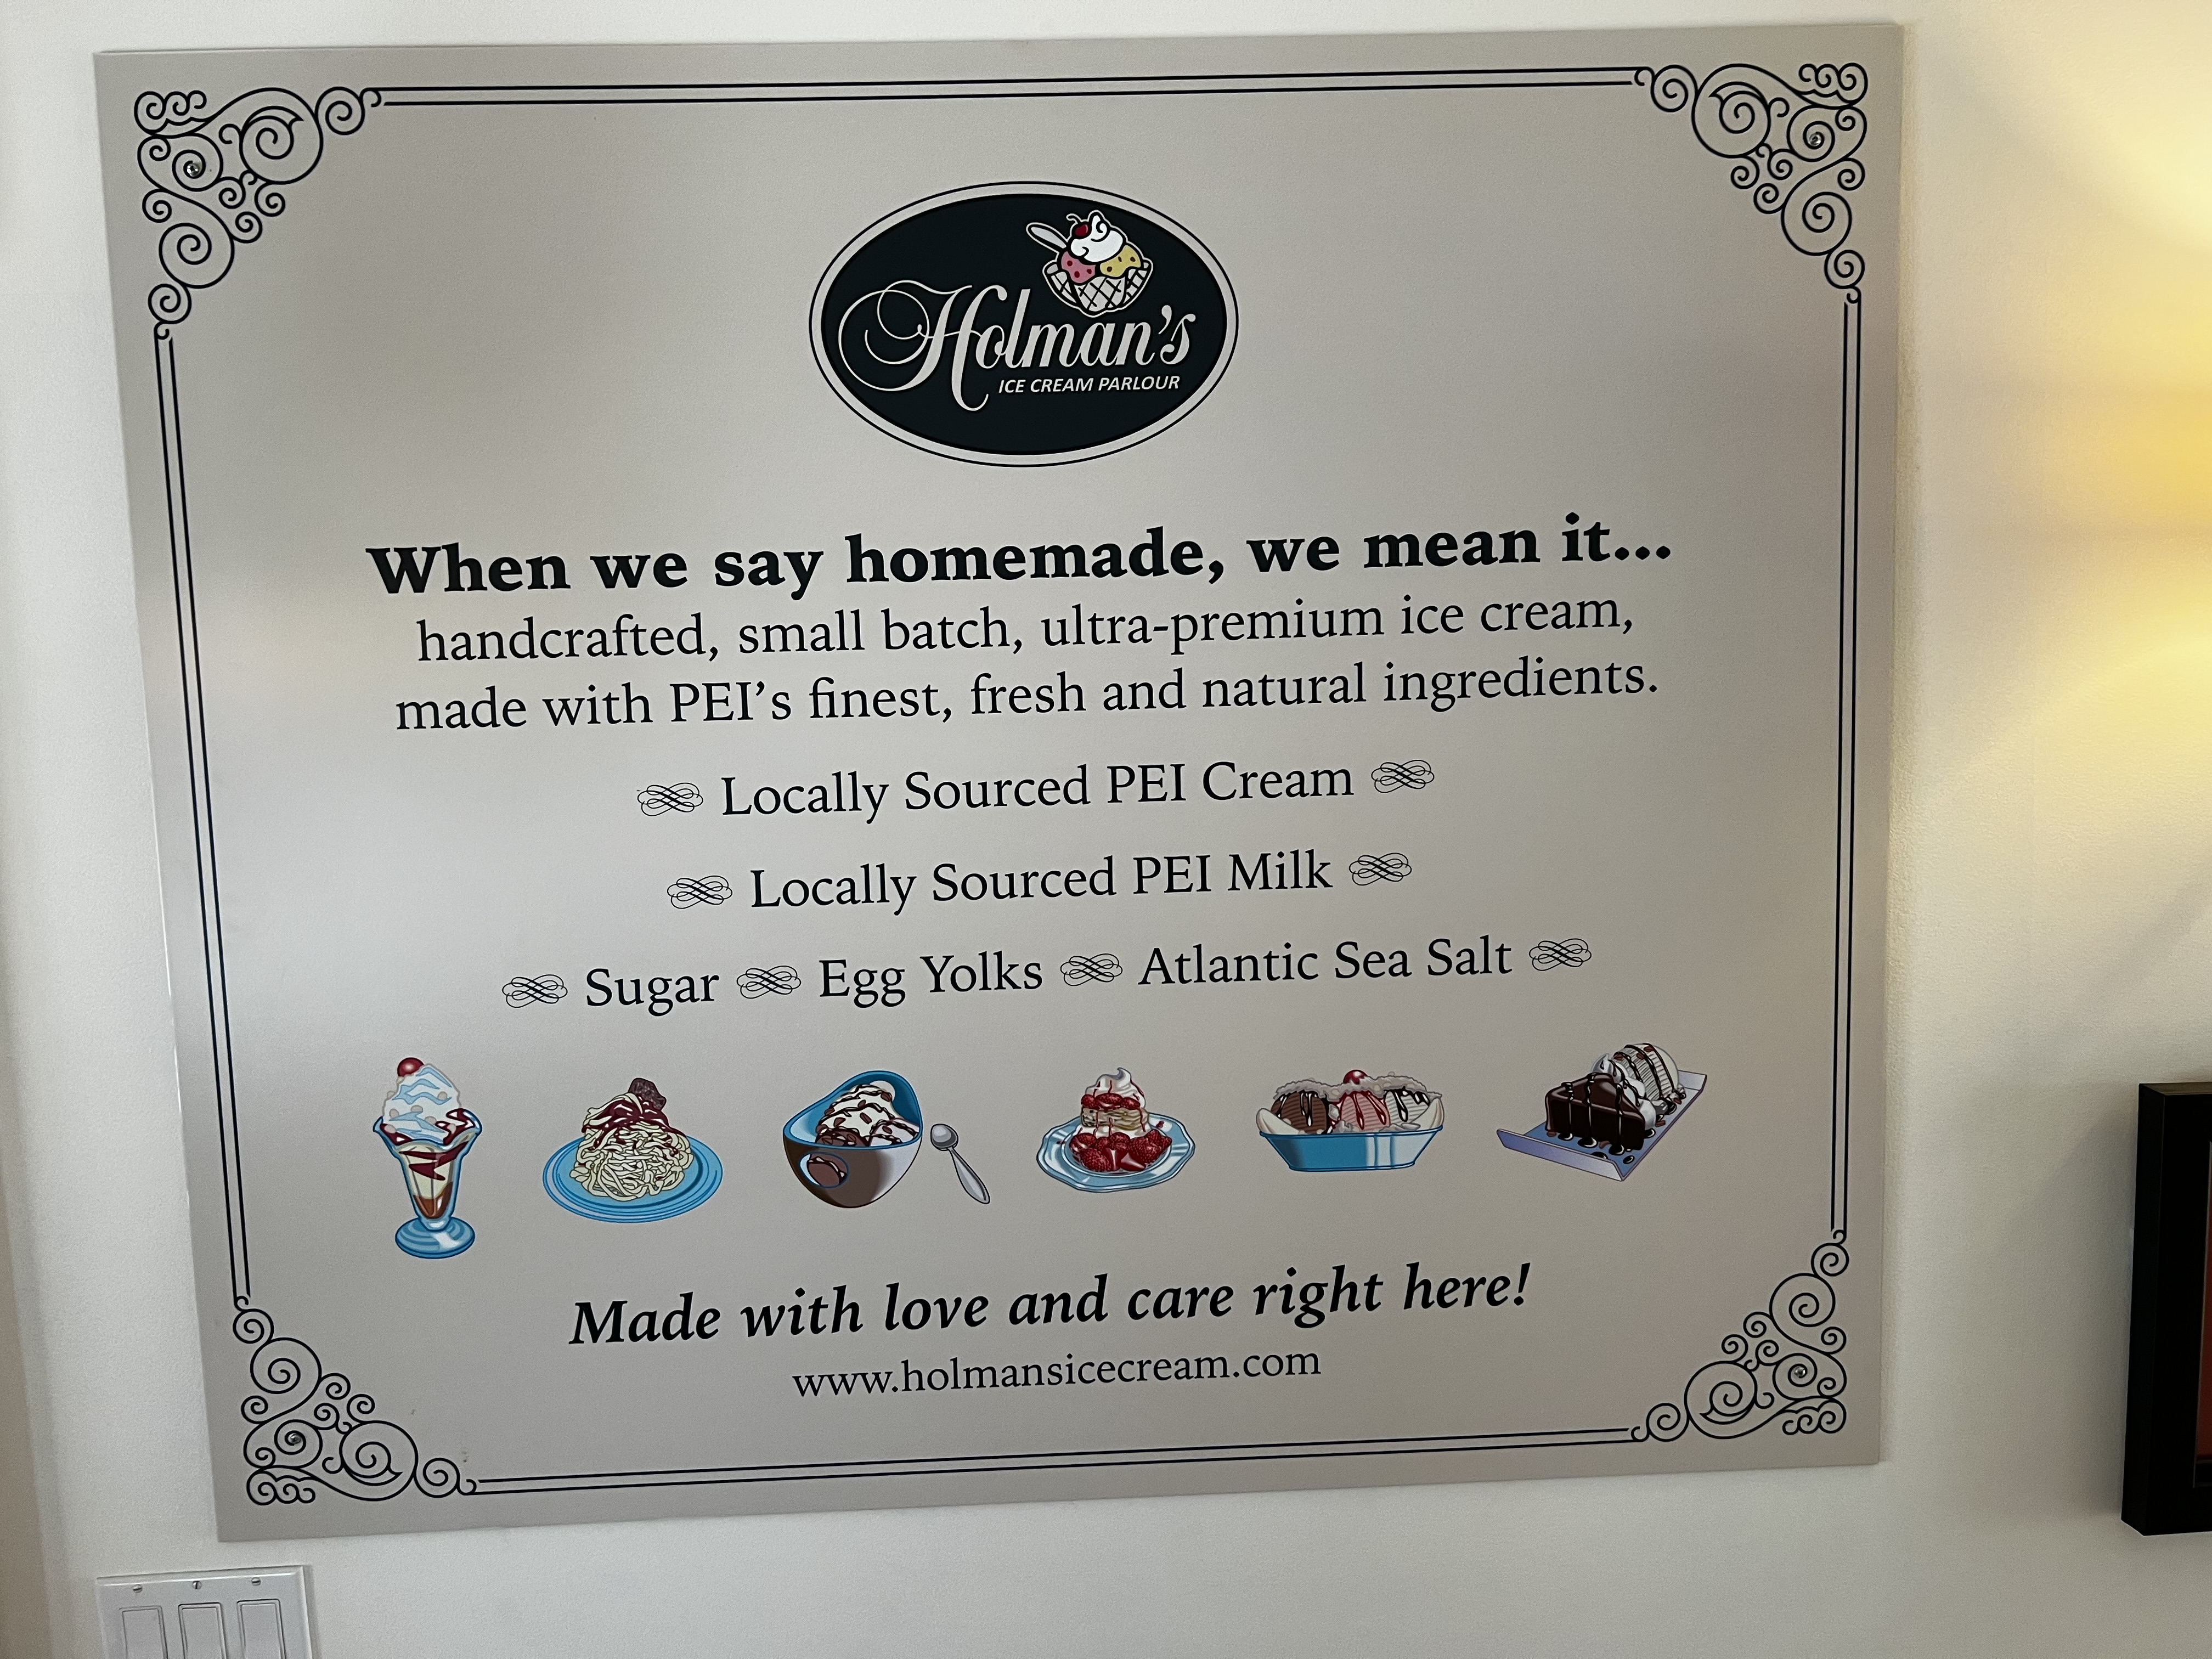 Holman's
ICE CREAM PARLOUR
When we say homemade, we mean it...
handcrafted, small batch, ultra-premium ice cream,
made with PEI's finest, fresh and natural ingredients.
Locally Sourced PEI Cream
Locally Sourced PEI Milk
Sugar Egg Yolks Atlantic Sea Salt
Made with love and care right here!
www.holmansicecream.com